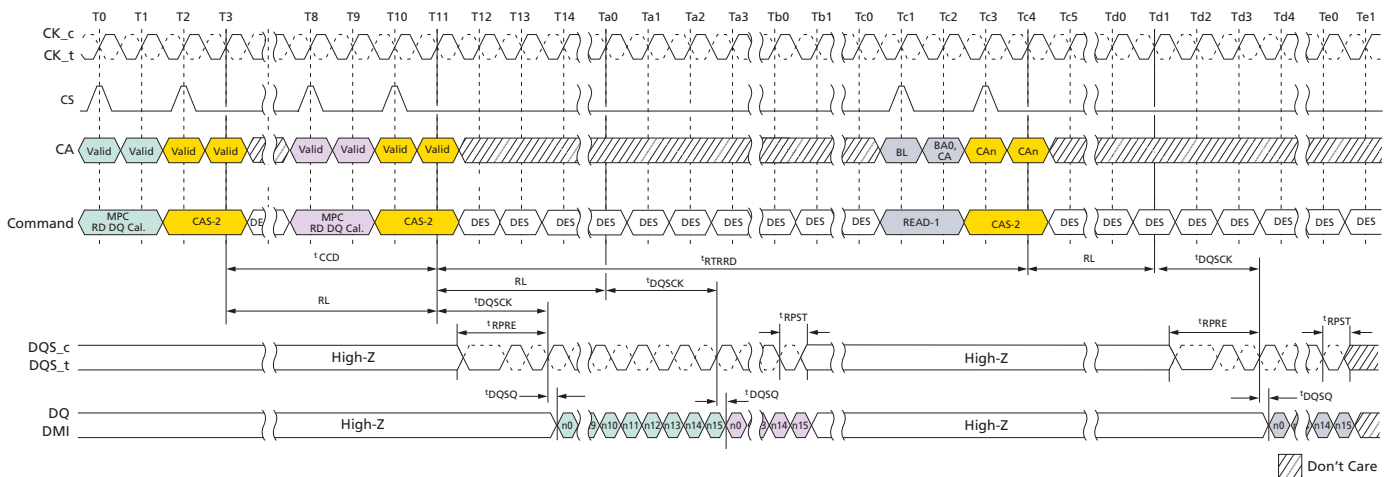 T0 T1 T2 T3 T8 T9 T10 T11 T12 T13 T14 Ta0 Ta1 Ta2 Ta3 Tb0 Tb1 Tc0 Tc1 Tc2 Tc3 Tc4 Tc5 Td0 Td1 Td2 Td3 Td4 Te0 Te1
CK_c
CK_t
CS
CA Valid Valid Valid Valid Valid Valid Valid Valid BL BA0, CA CAn CAn
Command MPC RD DQ Cal. CAS-2 DE MPC RD DQ Cal. CAS-2 DES DES DES DES DES DES DES DES DES DES READ-1 CAS-2 DES DES DES DES DES DES DES DES
tCCD tRTRRD RL tDQSCK
RL tDQSCK
RL tDQSCK
tRPRE tRPST tRPRE tRPST
DQS_c
DQS_t High-Z High-Z
tDQSQ tDQSQ tDQSQ
DQ
DMI High-Z n0 9 n10 n11 n12 n13 n14 n15 n0 n14 n15 High-Z n0 n14 n15
Don't Care